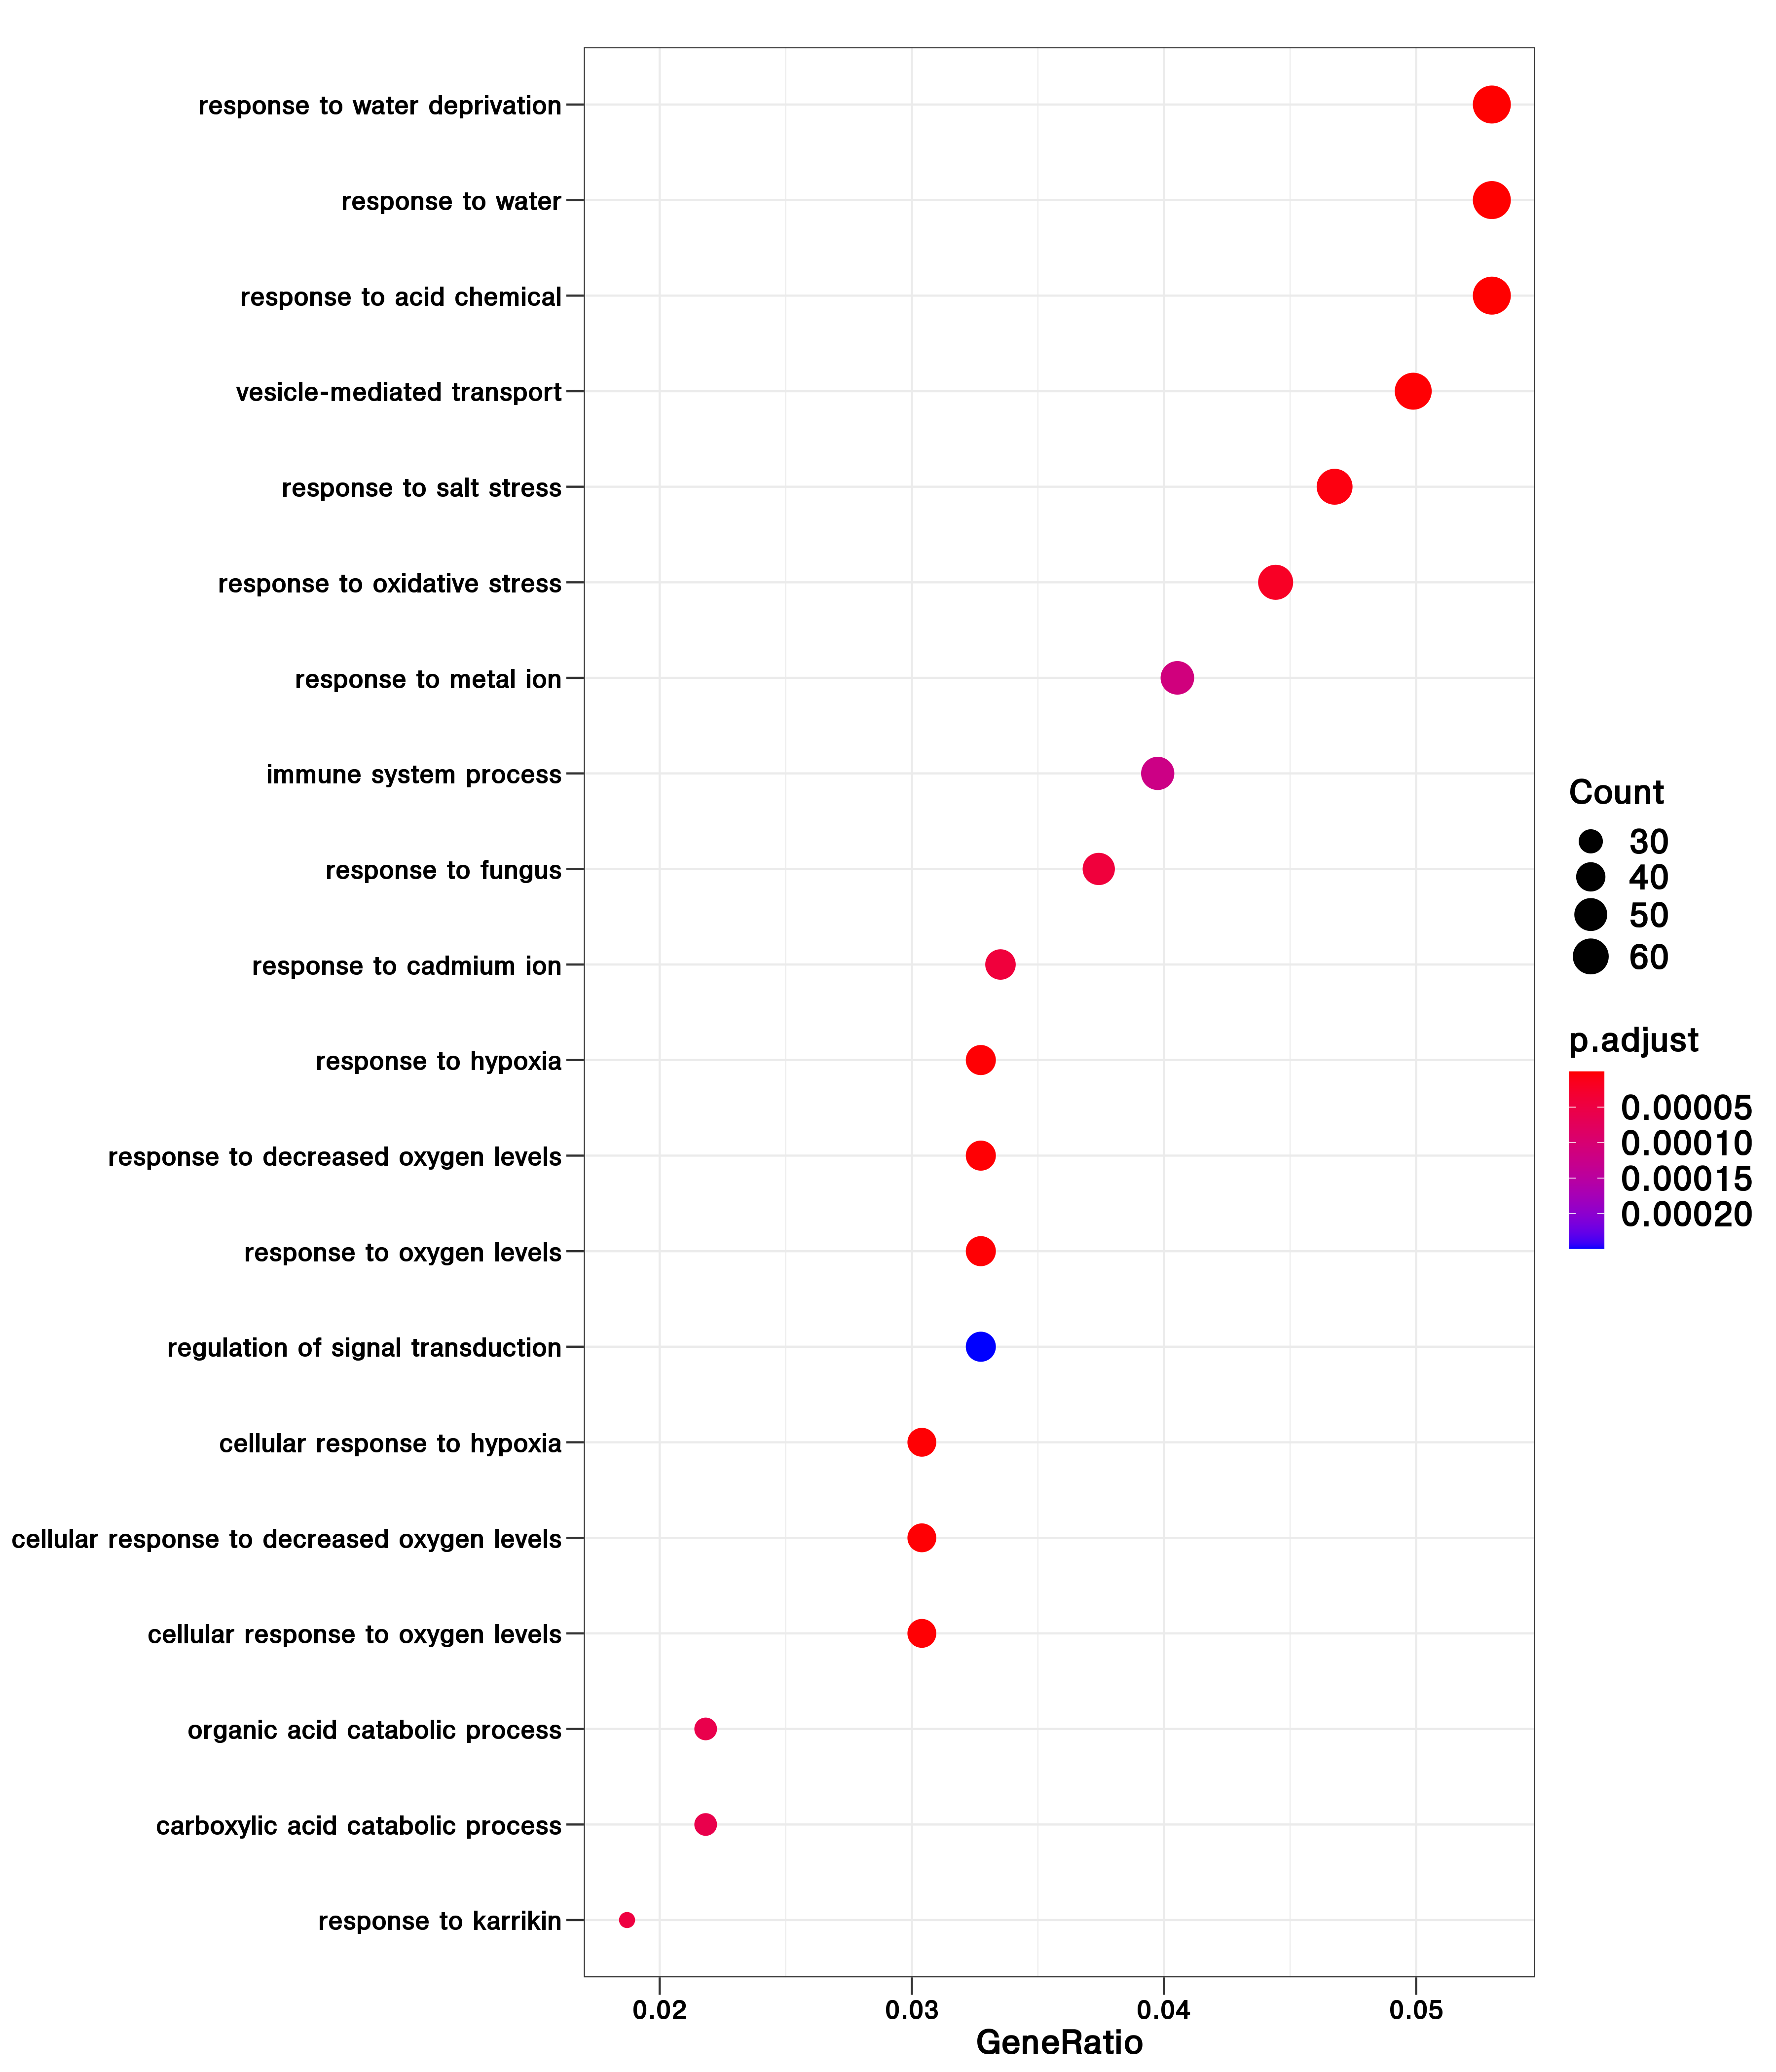 response to water deprivation
response to water
response to acid chemical
vesicle-mediated transport
response to salt stress
response to oxidative stress
response to metal ion
immune system process
response to fungus
response to cadmium ion
response to hypoxia
response to decreased oxygen levels
response to oxygen levels
regulation of signal transduction
cellular response to hypoxia
cellular response to decreased oxygen levels
cellular response to oxygen levels
organic acid catabolic process
carboxylic acid catabolic process
response to karrikin
0.02 0.03 0.04 0.05
GeneRatio
Count
30
40
50
60
p.adjust
0.00005
0.00010
0.00015
0.00020